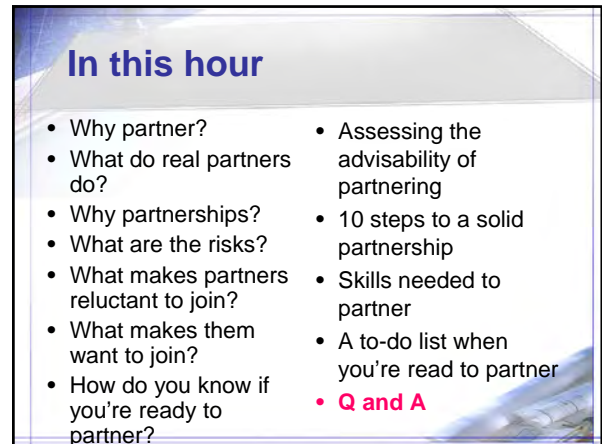 In this hour
• Why partner?
• What do real partners
do?
• Why partnerships?
• What are the risks?
• What makes partners
reluctant to join?
• What makes them
want to join?
• How do you know if
you’re ready to
partner?
• Assessing the
advisability of
partnering
• 10 steps to a solid
partnership
• Skills needed to
partner
• A to-do list when
you’re read to partner
• Q and A